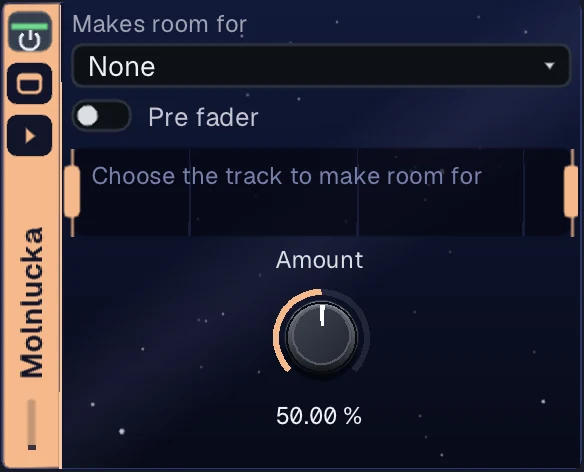 Makes room for
None
Pre fader
Choose the track to make room for
Molnlucka
Amount
50.00 %